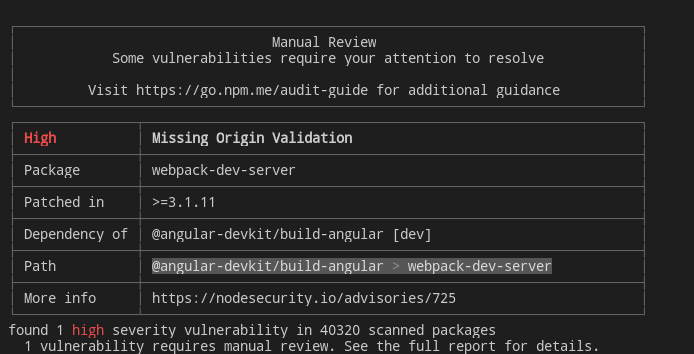 Manual Review
Some vulnerabilities require your attention to resolve
Visit https://go.npm.me/audit-guide for additional guidance
High Missing Origin Validation
Package webpack-dev-server
Patched in >=3.1.11
Dependency of @angular-devkit/build-angular [dev]
Path @angular-devkit/build-angular > webpack-dev-server
More info https://nodesecurity.io/advisories/725
found 1 high severity vulnerability in 40320 scanned packages
1 vulnerability requires manual review. See the full report for details.